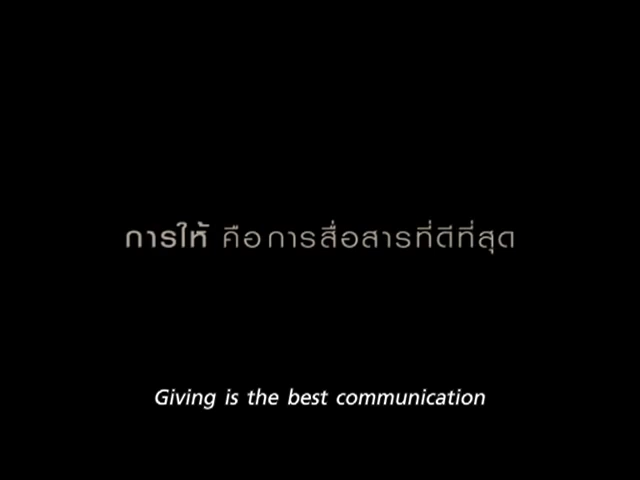 การให้ คือการสื่อสารที่ดีที่สุด
Giving is the best communication